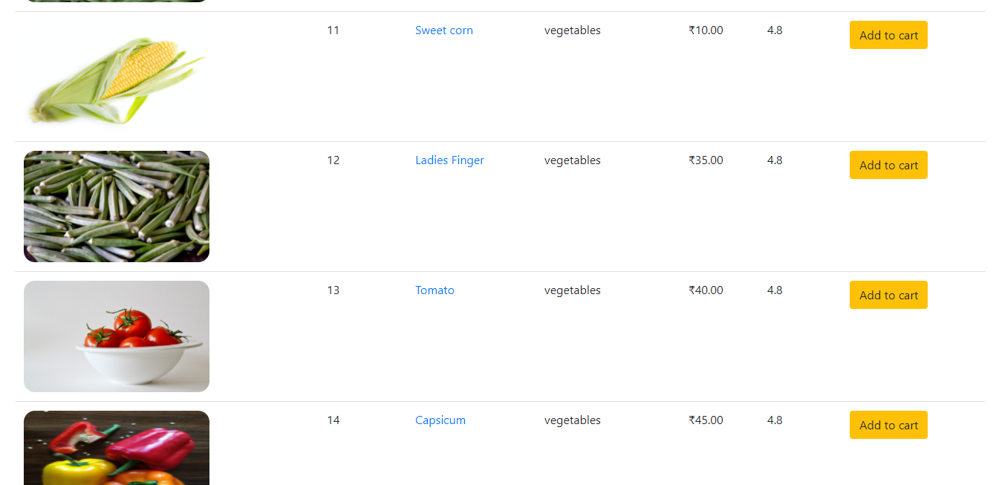 11 Sweet corn vegetables ₹10.00 4.8 Add to cart
12 Ladies Finger vegetables ₹35.00 4.8 Add to cart
13 Tomato vegetables ₹40.00 4.8 Add to cart
14 Capsicum vegetables ₹45.00 4.8 Add to cart